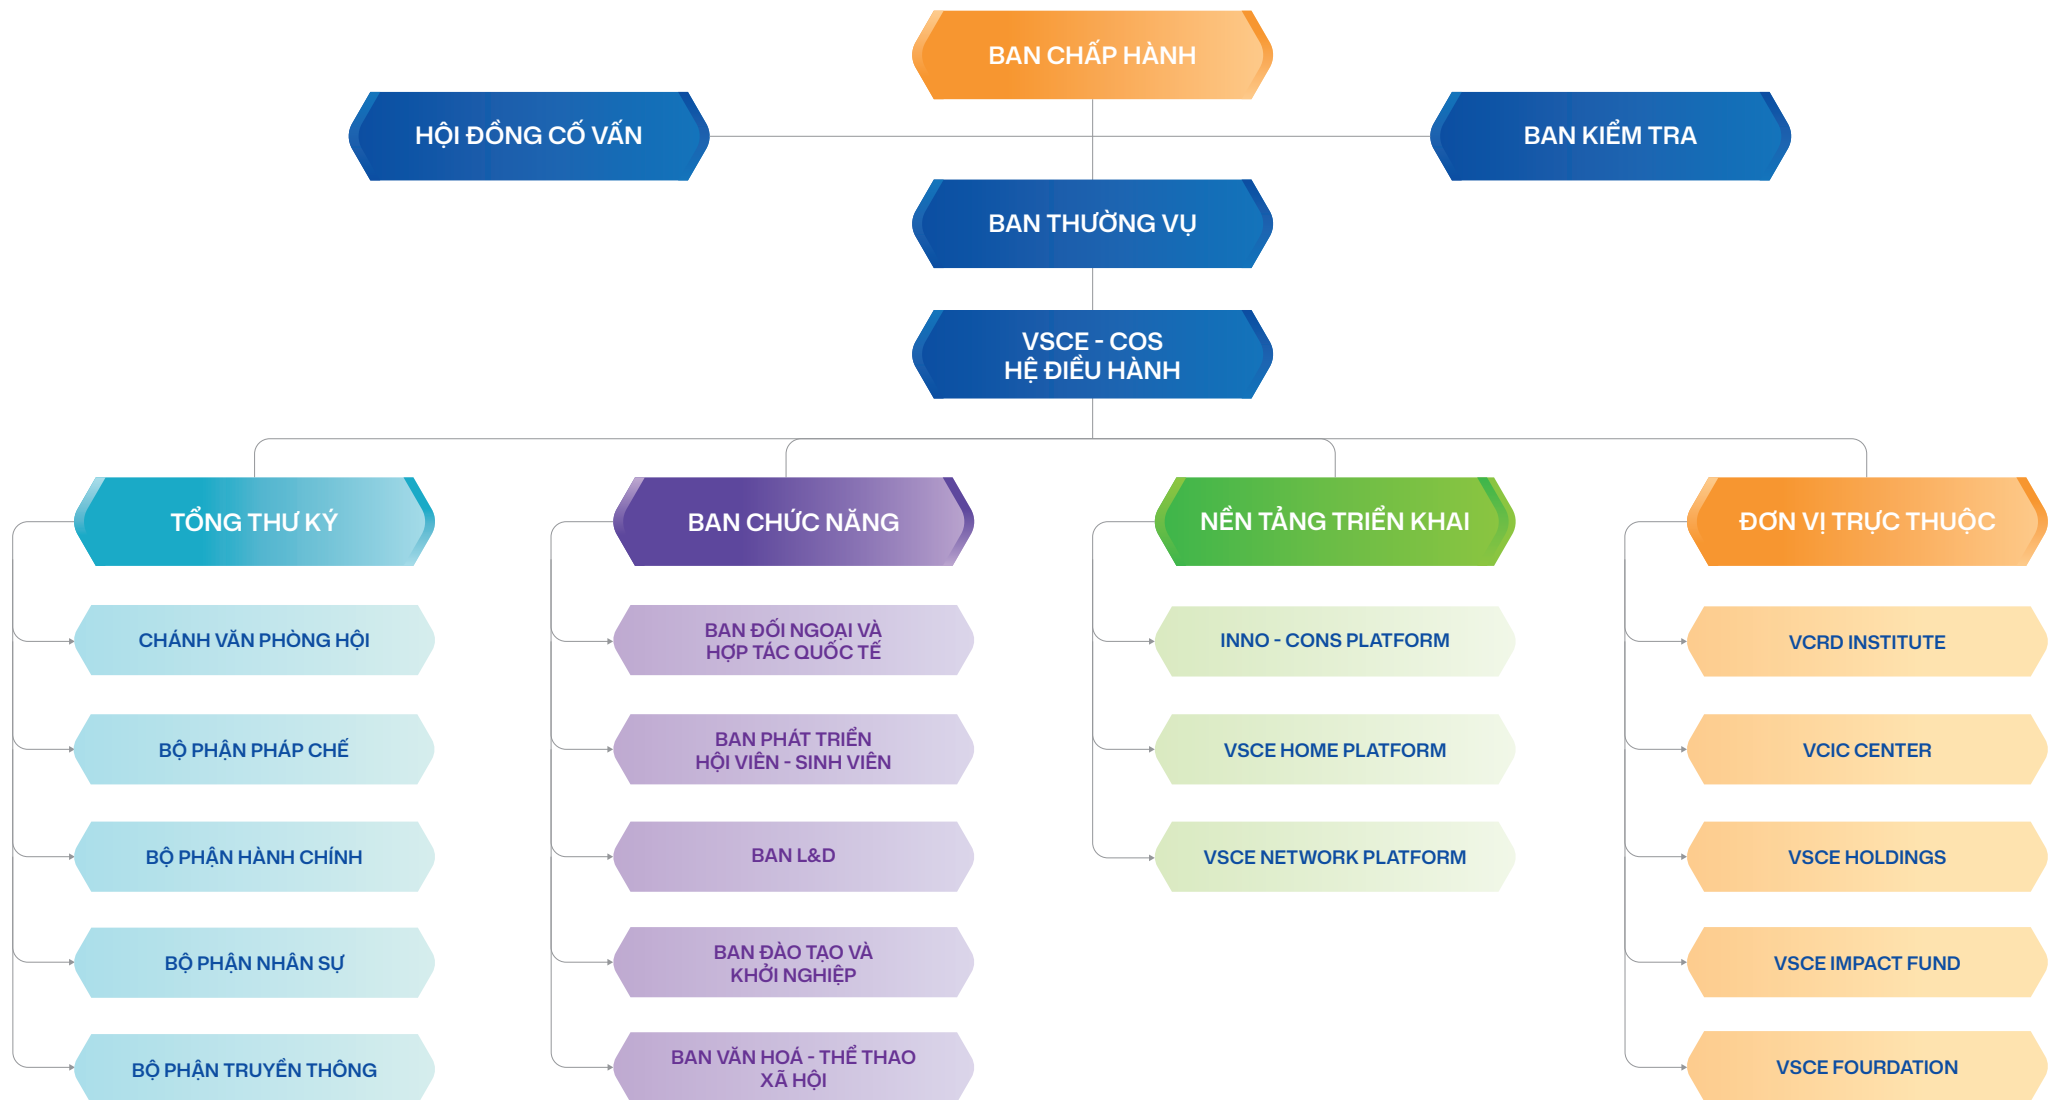 BAN CHẤP HÀNH
HỘI ĐỒNG CỐ VẤN
BAN KIỂM TRA
BAN THƯỜNG VỤ
VSCE - COS
HỆ ĐIỀU HÀNH
TỔNG THƯ KÝ
CHÁNH VĂN PHÒNG HỘI
BỘ PHẬN PHÁP CHẾ
BỘ PHẬN HÀNH CHÍNH
BỘ PHẬN NHÂN SỰ
BỘ PHẬN TRUYỀN THÔNG
BAN CHỨC NĂNG
BAN ĐỐI NGOẠI VÀ
HỢP TÁC QUỐC TẾ
BAN PHÁT TRIỂN
HỘI VIÊN - SINH VIÊN
BAN L&D
BAN ĐÀO TẠO VÀ
KHỞI NGHIỆP
BAN VĂN HOÁ - THỂ THAO
XÃ HỘI
NỀN TẢNG TRIỂN KHAI
INNO - CONS PLATFORM
VSCE HOME PLATFORM
VSCE NETWORK PLATFORM
ĐƠN VỊ TRỰC THUỘC
VCRD INSTITUTE
VCIC CENTER
VSCE HOLDINGS
VSCE IMPACT FUND
VSCE FOURDATION